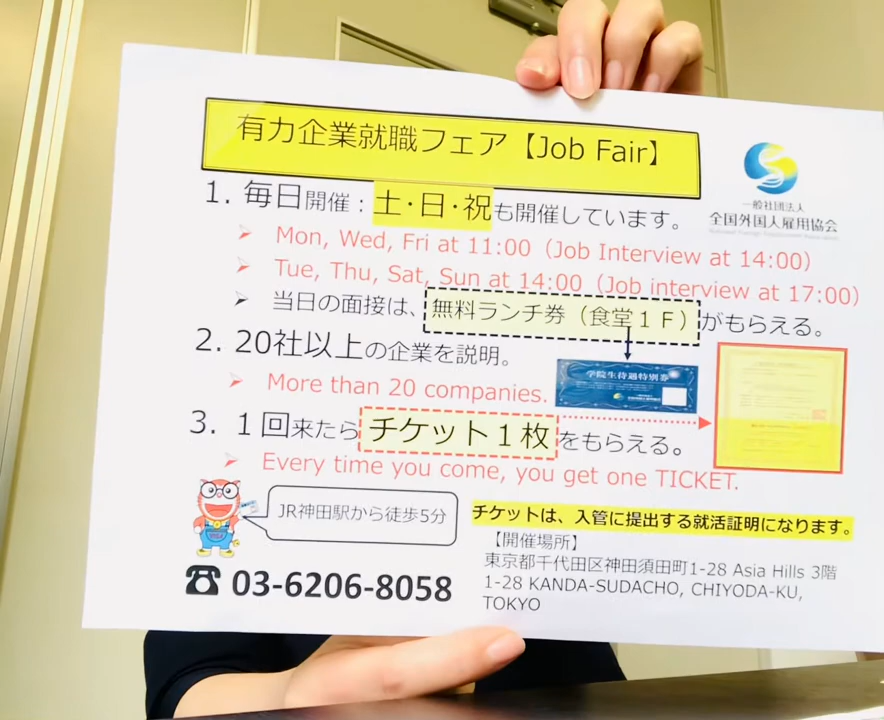 有力企業就職フェア【Job Fair】
一般社団法人
全国外国人雇用協会
1. 毎日開催：土・日・祝も開催しています。
➢ Mon, Wed, Fri at 11:00（Job Interview at 14:00）
➢ Tue, Thu, Sat, Sun at 14:00（Job interview at 17:00）
➢ 当日の面接は、無料ランチ券（食堂１Ｆ）がもらえる。
2. 20社以上の企業を説明。
学院生待遇特別券
➢ More than 20 companies.
3. １回来たらチケット１枚をもらえる。
➢ Every time you come, you get one TICKET.
JR神田駅から徒歩5分
チケットは、入管に提出する就活証明になります。
【開催場所】
東京都千代田区神田須田町1-28 Asia Hills 3階
1-28 KANDA-SUDACHO, CHIYODA-KU,
TOKYO
☎ 03-6206-8058